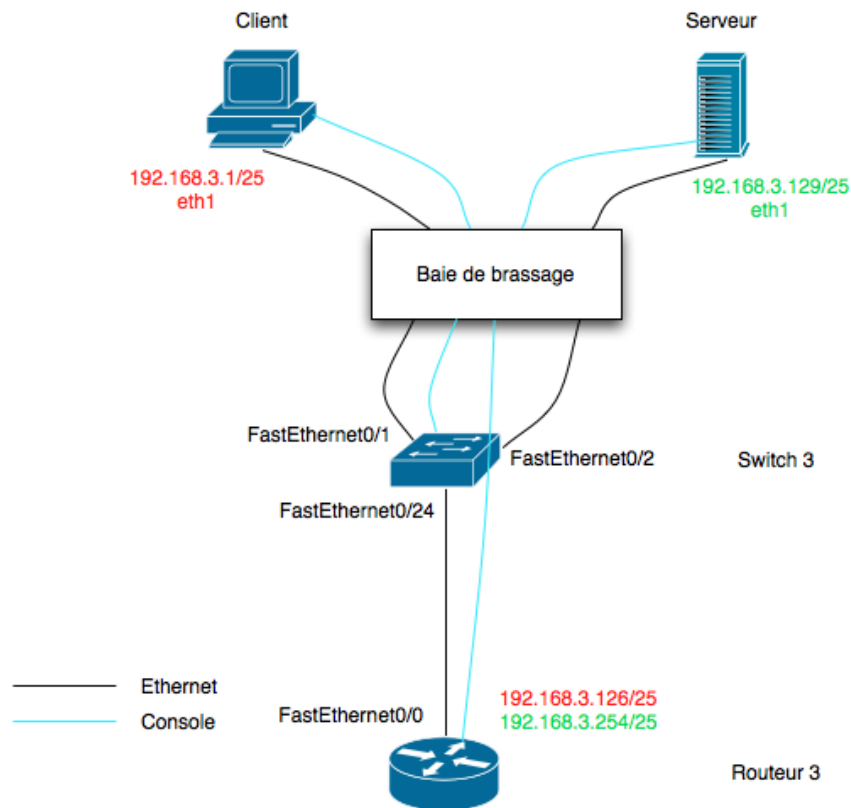 Client
Serveur
192.168.3.1/25
eth1
192.168.3.129/25
eth1
Baie de brassage
FastEthernet0/1
FastEthernet0/2
Switch 3
FastEthernet0/24
Ethernet
Console
FastEthernet0/0
192.168.3.126/25
192.168.3.254/25
Routeur 3